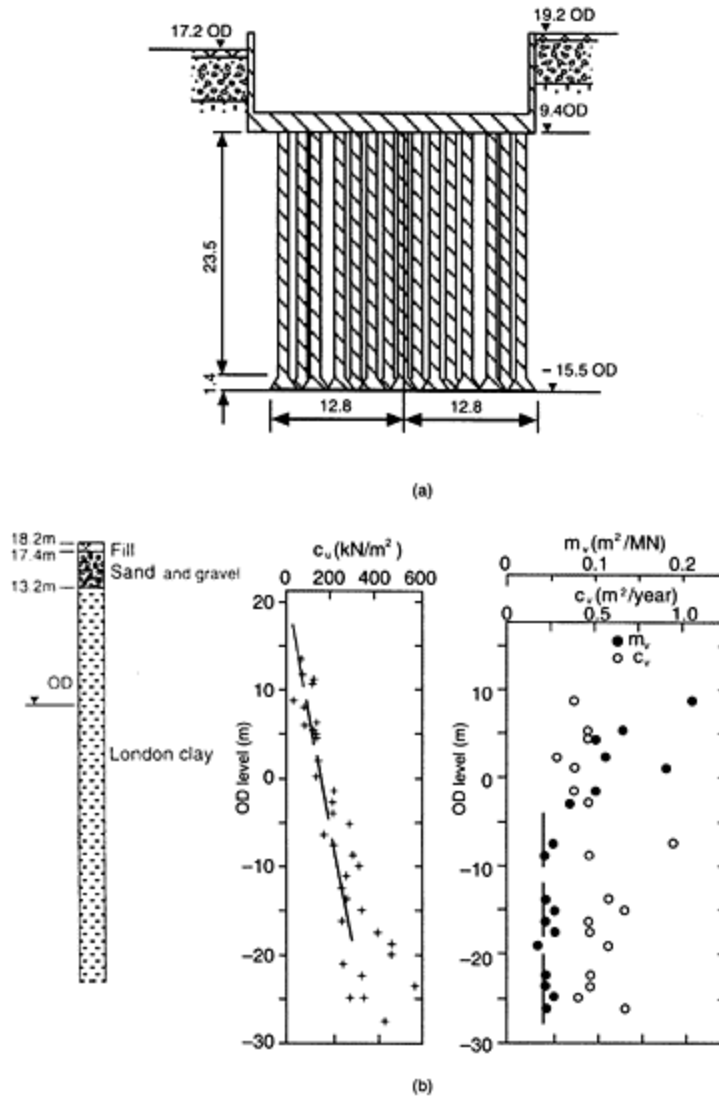 17.2 OD
19.2 OD
9.4OD
23.5
1.4
– 15.5 OD
12.8
12.8
(a)
18.2m
17.4m
13.2m
Fill
Sand and gravel
OD
London clay
cᵤ (kN/m²)
0 200 400 600
20
10
0
−10
−20
−30
OD level (m)
mᵥ (m²/MN)
0 0.1 0.2
cᵥ (m²/year)
0 0.5 1.0
mᵥ
cᵥ
10
0
−10
−20
−30
OD level (m)
(b)